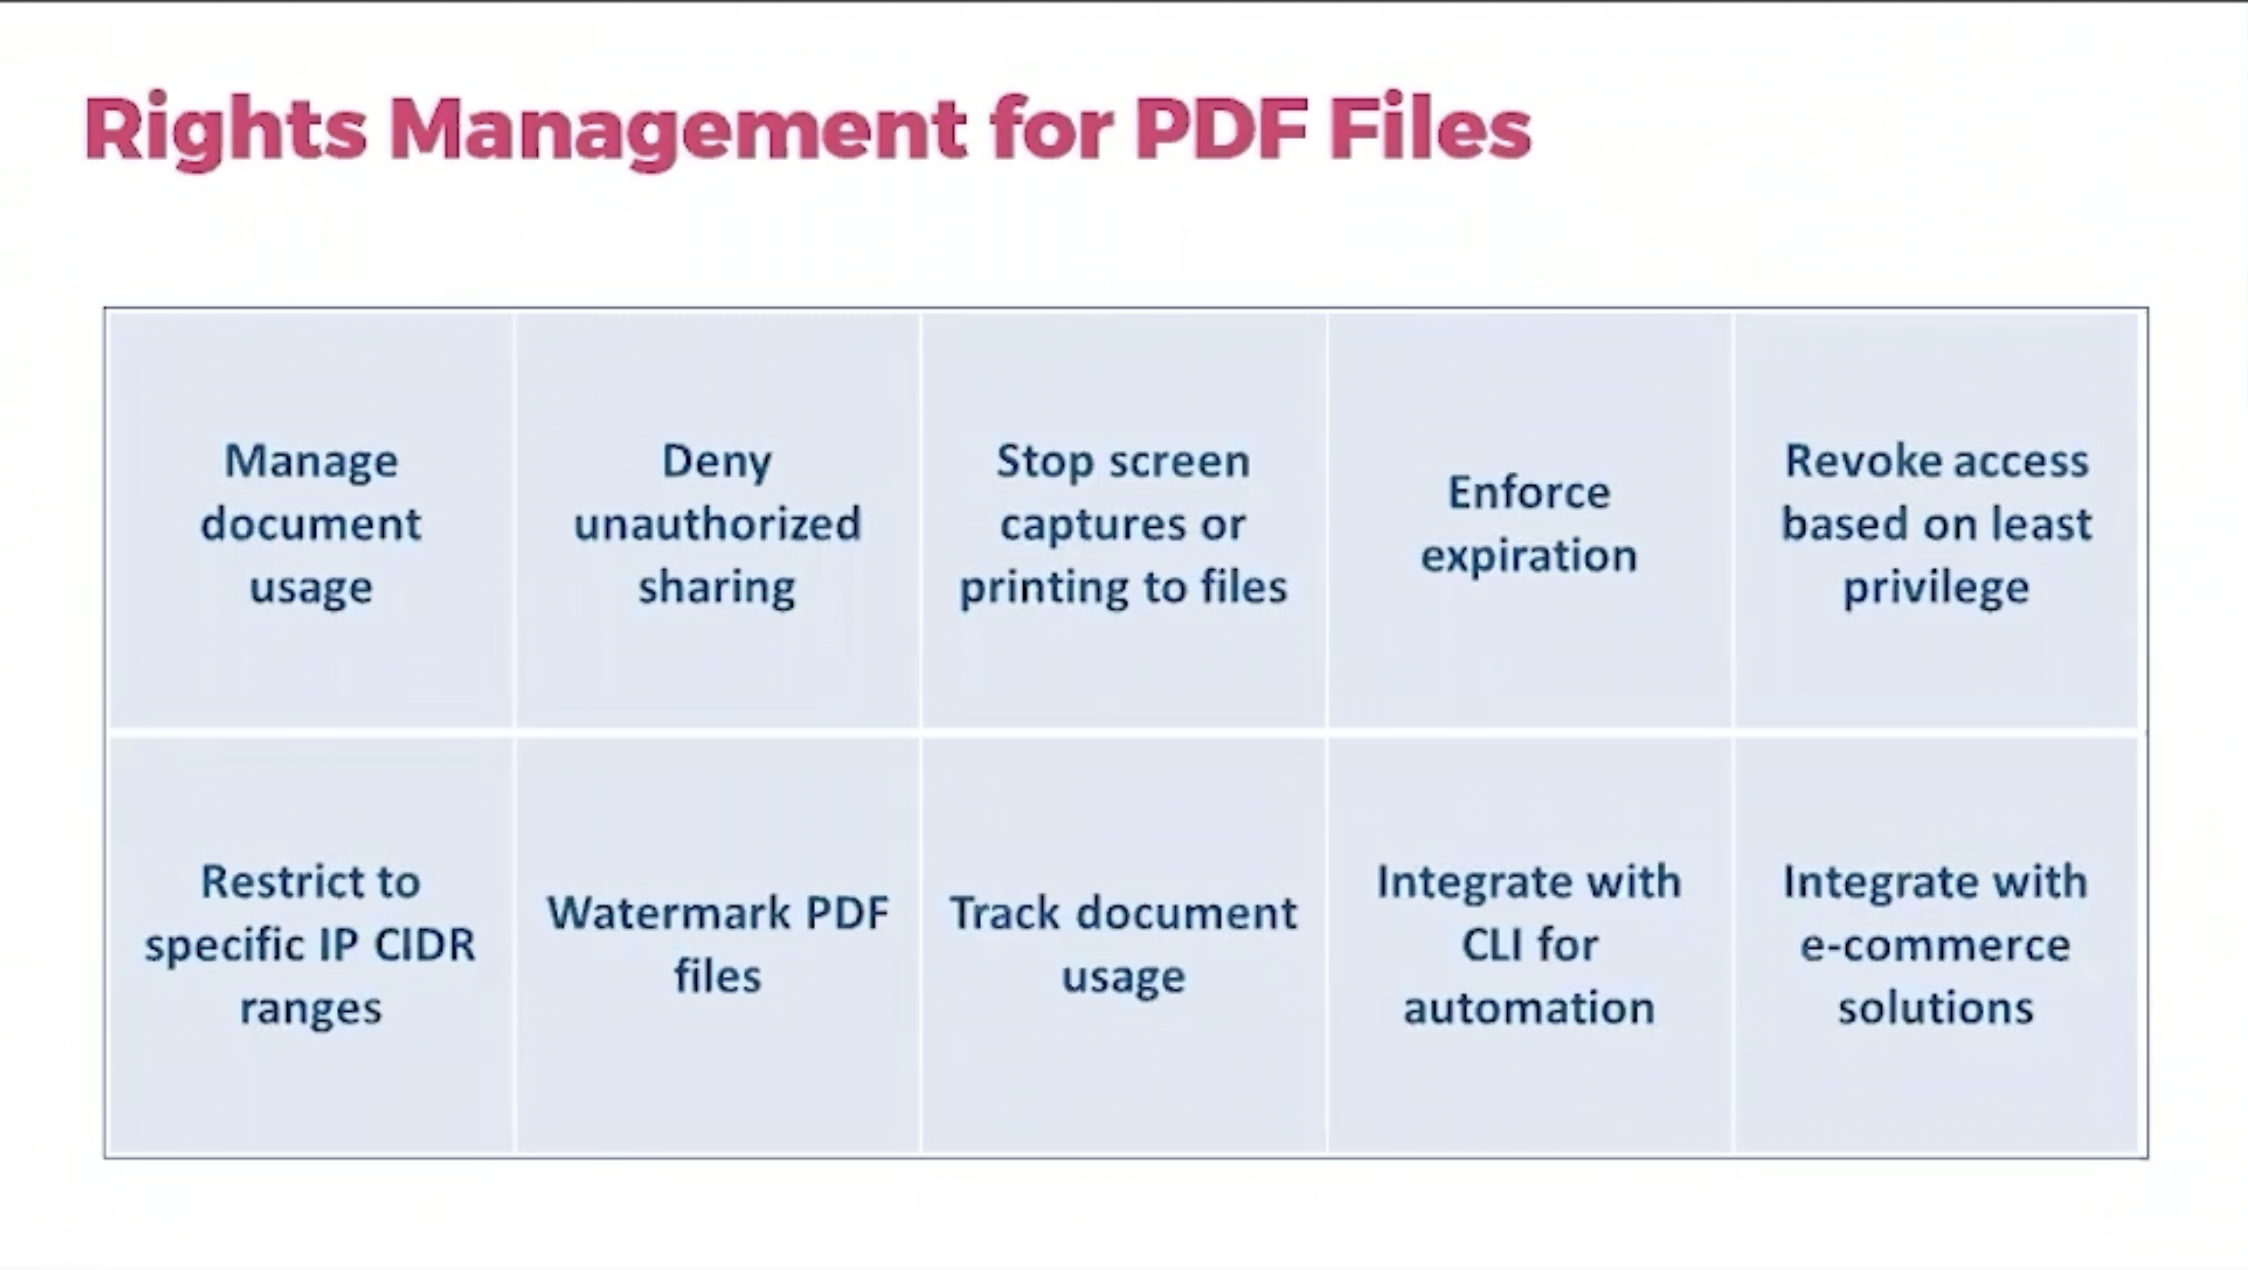 Rights Management for PDF Files
Manage
document
usage
Deny
unauthorized
sharing
Stop screen
captures or
printing to files
Enforce
expiration
Revoke access
based on least
privilege
Restrict to
specific IP CIDR
ranges
Watermark PDF
files
Track document
usage
Integrate with
CLI for
automation
Integrate with
e-commerce
solutions